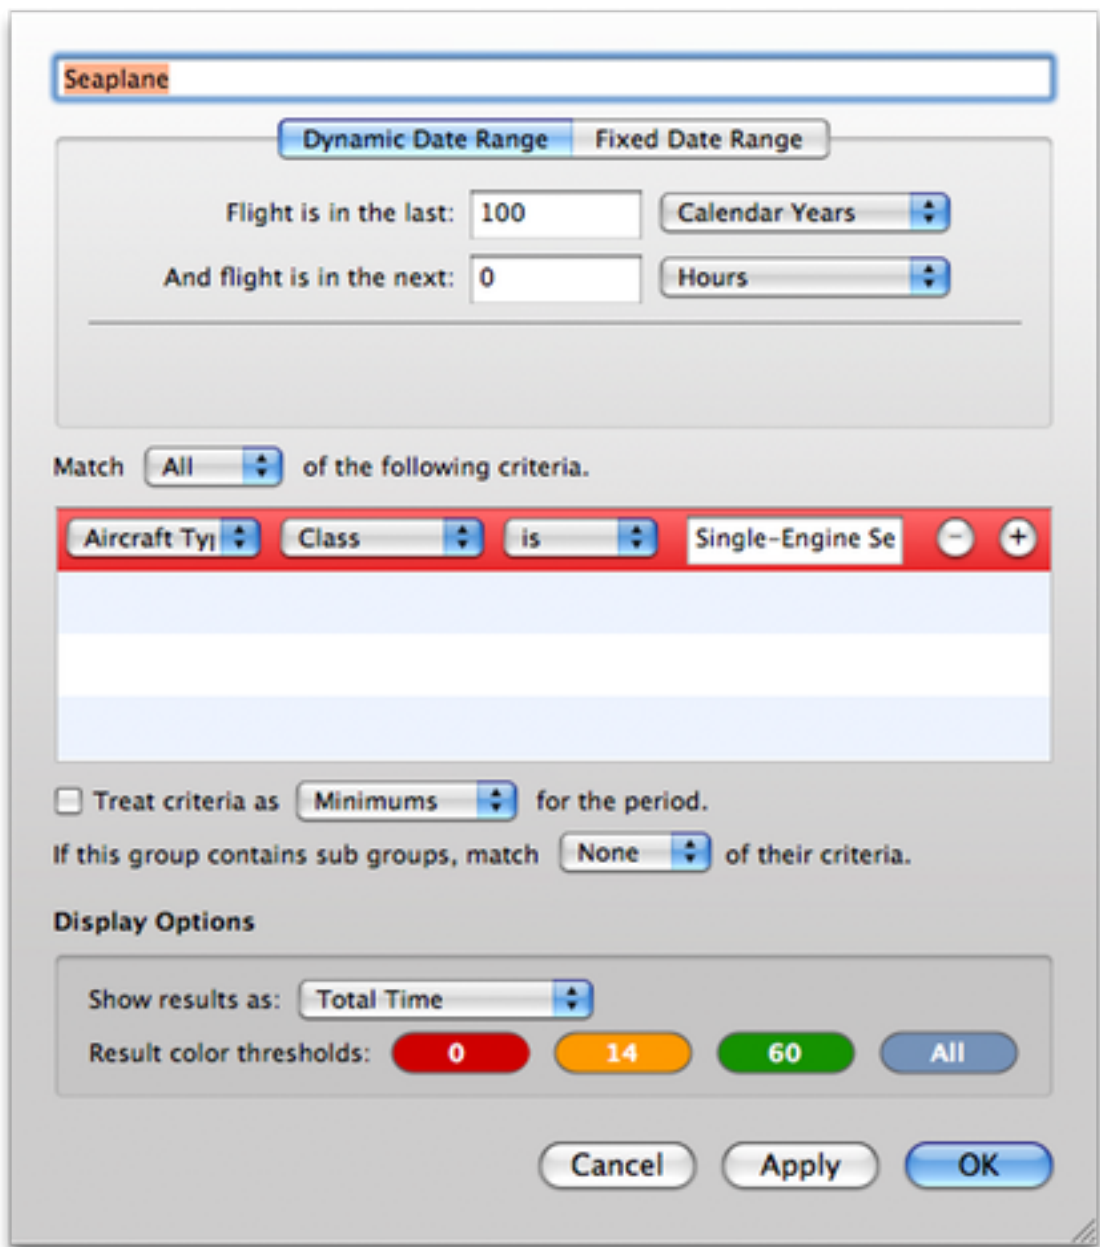 Seaplane
Dynamic Date Range Fixed Date Range
Flight is in the last: 100 Calendar Years
And flight is in the next: 0 Hours
Match All of the following criteria.
Aircraft Typ Class is Single-Engine Se − +
Treat criteria as Minimums for the period.
If this group contains sub groups, match None of their criteria.
Display Options
Show results as: Total Time
Result color thresholds: 0 14 60 All
Cancel Apply OK